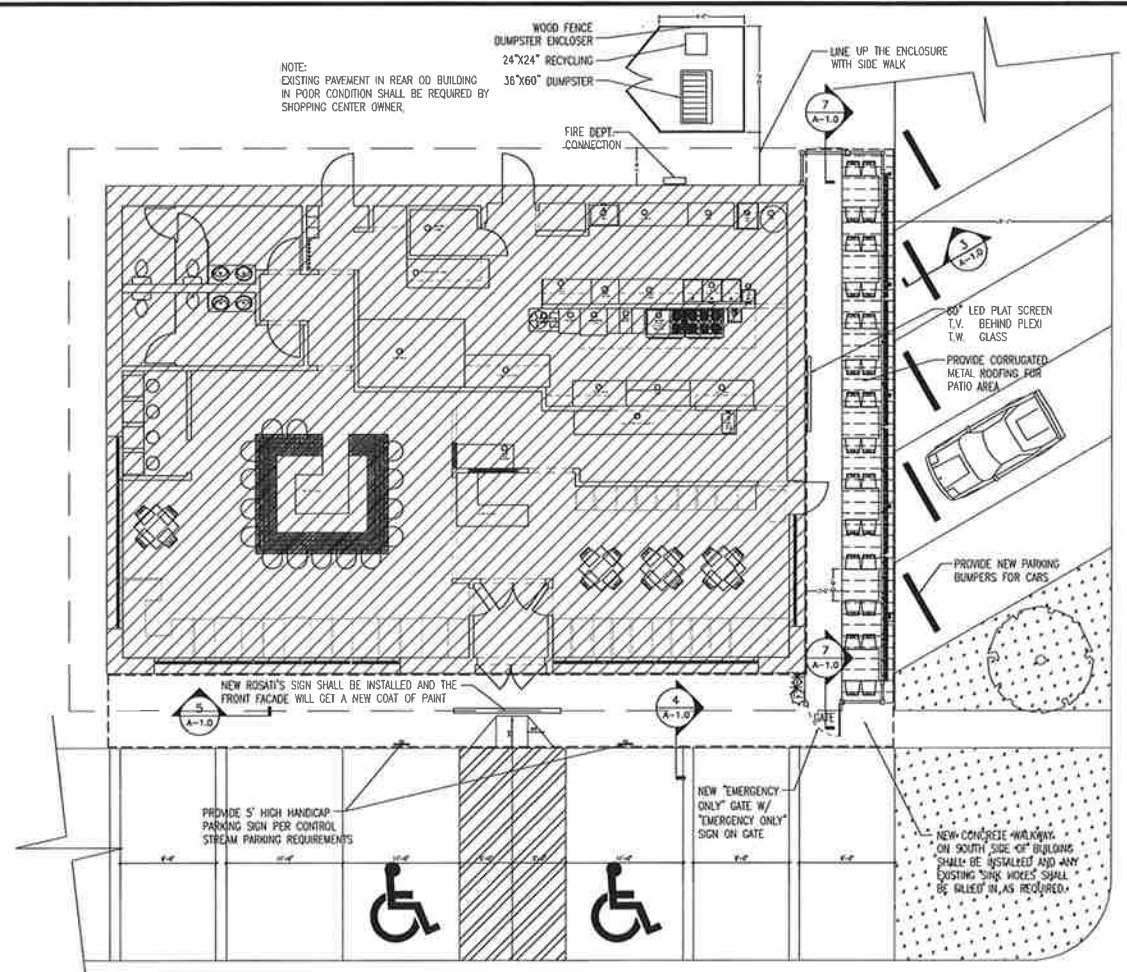 WOOD FENCE
DUMPSTER ENCLOSER
24"X24" RECYCLING
36"X60" DUMPSTER
LINE UP THE ENCLOSURE
WITH SIDE WALK
NOTE:
EXISTING PAVEMENT IN REAR OD BUILDING
IN POOR CONDITION SHALL BE REQUIRED BY
SHOPPING CENTER OWNER,
FIRE DEPT.
CONNECTION
7
A-1.0
3
A-1.0
60" LED PLAT SCREEN
T.V. BEHIND PLEXI
T.W. GLASS
PROVIDE CORRUGATED
METAL ROOFING FOR
PATIO AREA
PROVIDE NEW PARKING
BUMPERS FOR CARS
7
A-1.0
NEW ROSATI'S SIGN SHALL BE INSTALLED AND THE
FRONT FACADE WILL GET A NEW COAT OF PAINT
5
A-1.0
4
A-1.0
GATE
PROVIDE 5' HIGH HANDICAP
PARKING SIGN PER CONTROL
STREAM PARKING REQUIREMENTS
NEW "EMERGENCY
ONLY" GATE W/
"EMERGENCY ONLY"
SIGN ON GATE
NEW CONCRETE WALKWAY
ON SOUTH SIDE OF BUILDING
SHALL BE INSTALLED AND ANY
EXISTING SINK HOLES SHALL
BE FILLED IN AS REQUIRED.